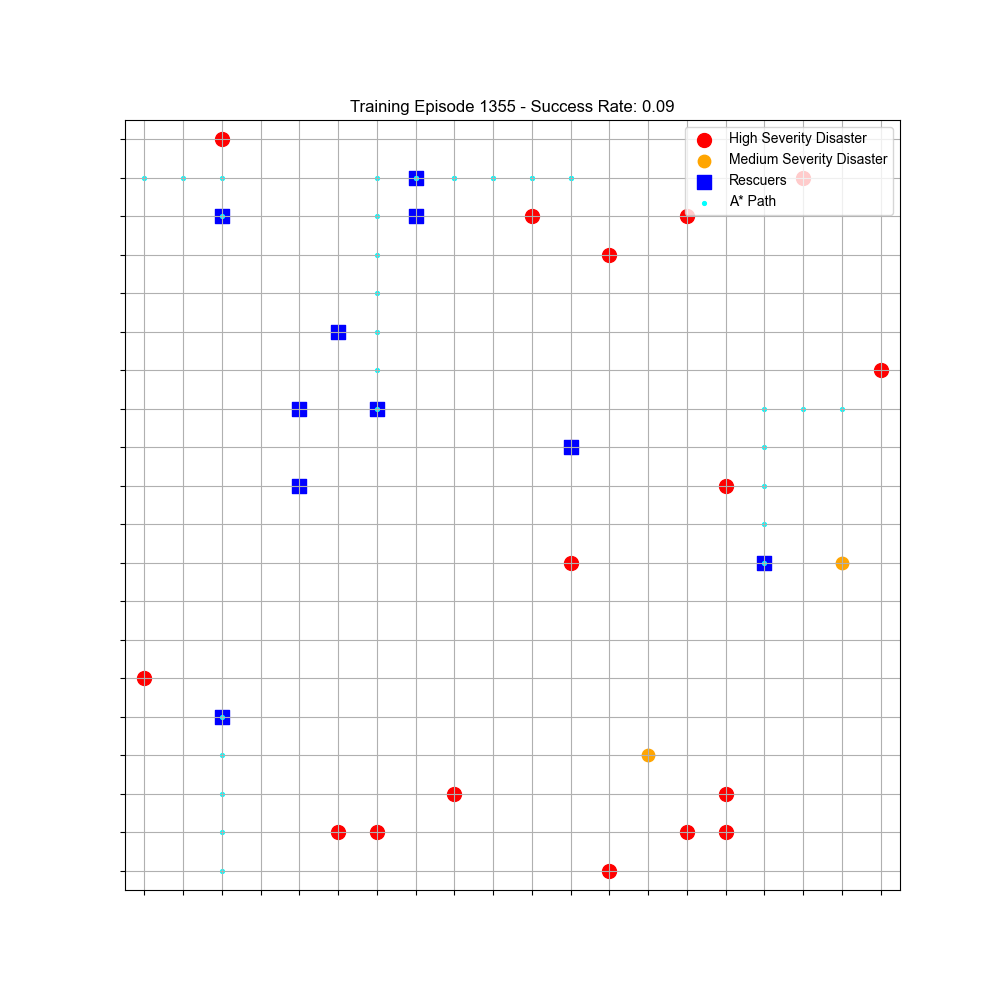 Training Episode 1355 - Success Rate: 0.09
High Severity Disaster
Medium Severity Disaster
Rescuers
A* Path